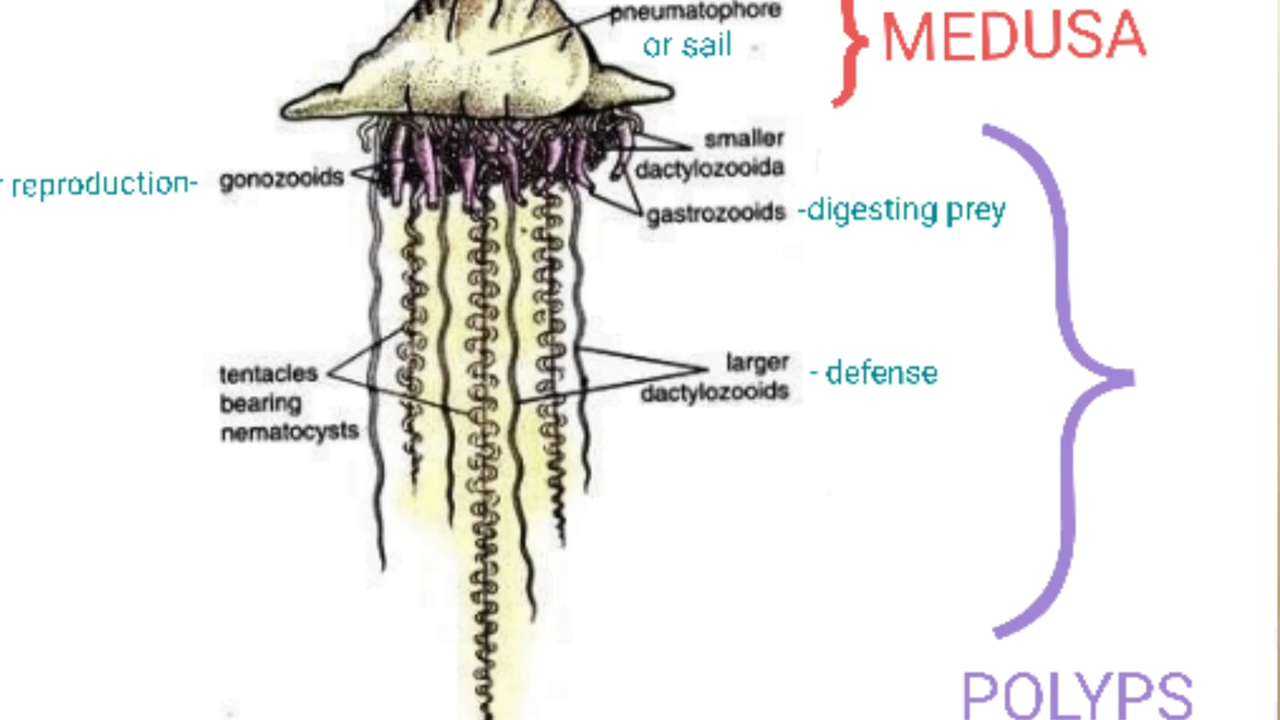 pneumatophore
or sail
MEDUSA
smaller
dactylozooida
reproduction-
gonozooids
gastrozooids
-digesting prey
tentacles
bearing
nematocysts
larger
dactylozooids
- defense
POLYPS